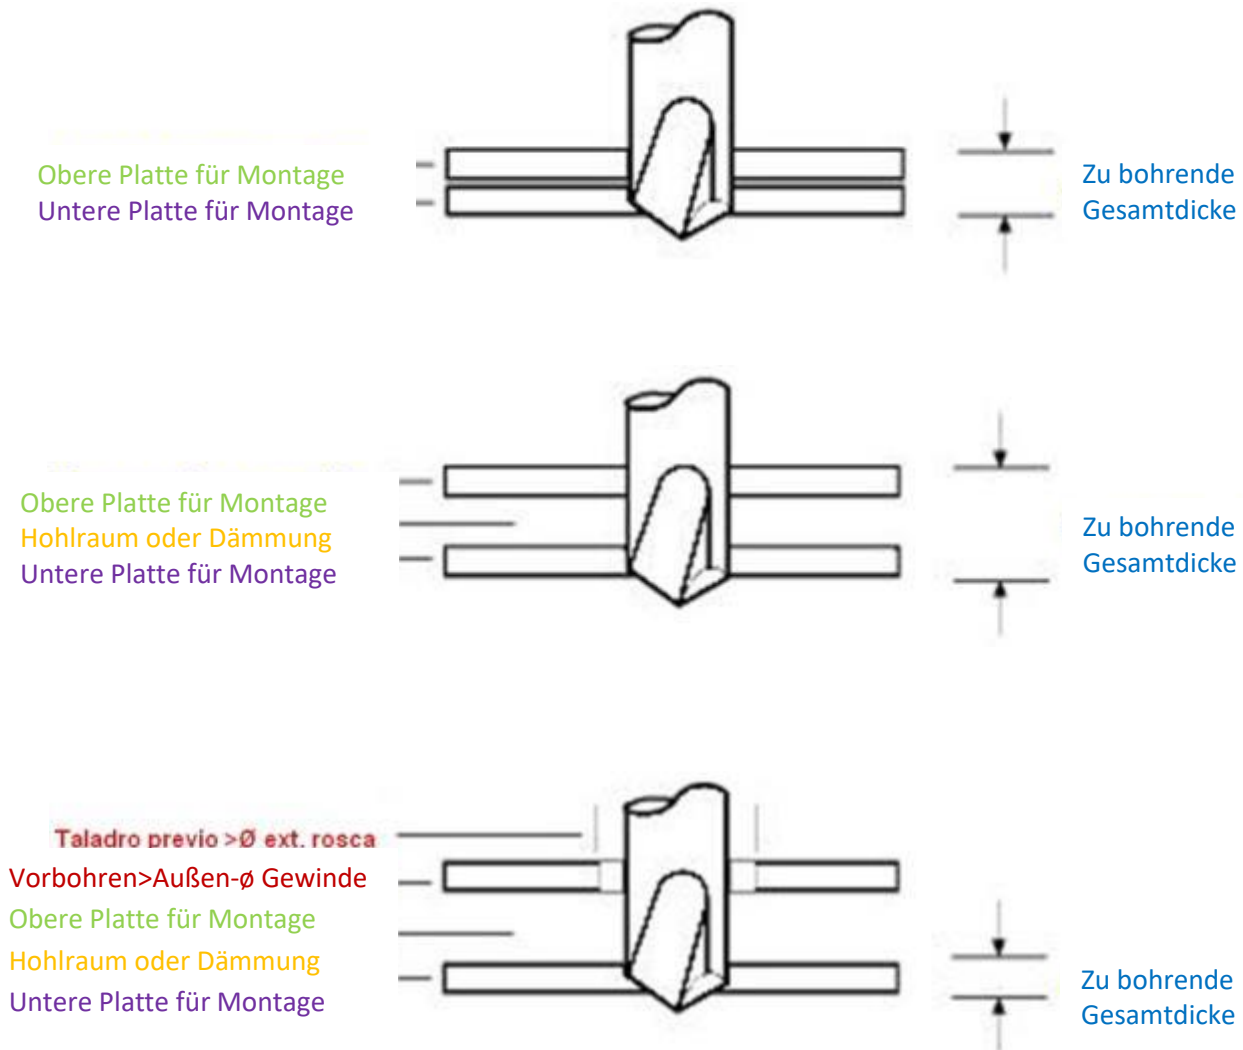 Obere Platte für Montage
Untere Platte für Montage
Zu bohrende
Gesamtdicke
Obere Platte für Montage
Hohlraum oder Dämmung
Untere Platte für Montage
Zu bohrende
Gesamtdicke
Taladro previo >Ø ext. rosca
Vorbohren>Außen-ø Gewinde
Obere Platte für Montage
Hohlraum oder Dämmung
Untere Platte für Montage
Zu bohrende
Gesamtdicke